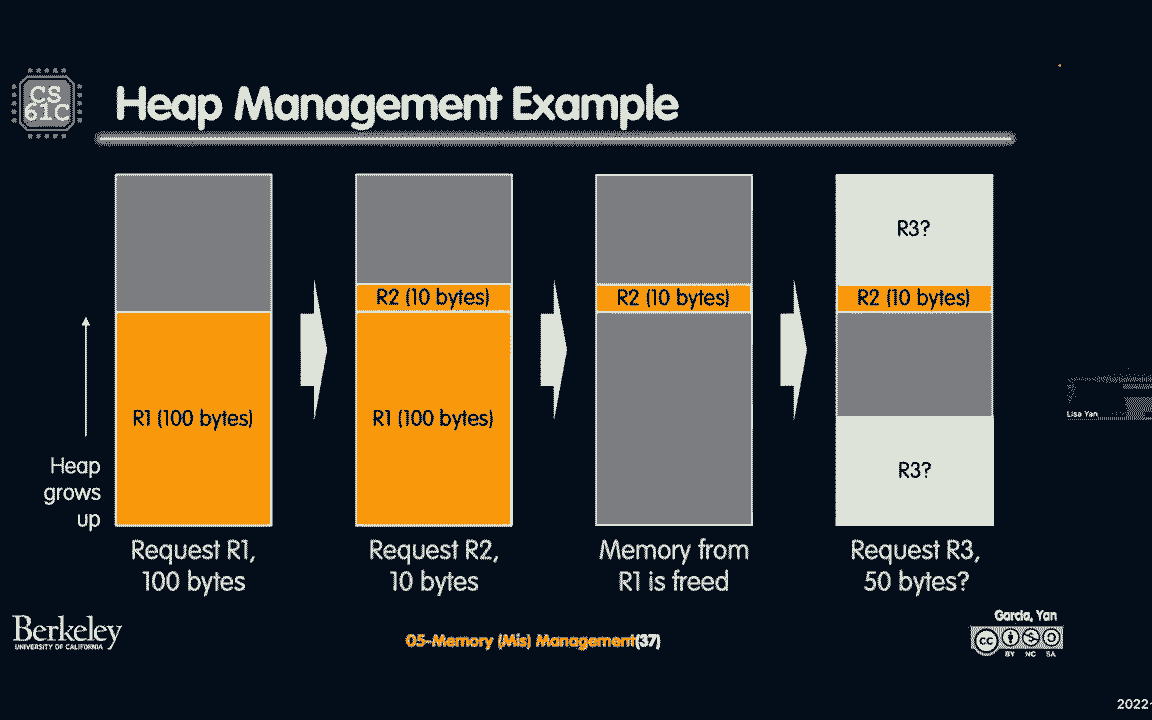 CS
61C
Heap Management Example
R3?
R2 (10 bytes)
R2 (10 bytes)
R2 (10 bytes)
R1 (100 bytes)
R1 (100 bytes)
R3?
Heap
grows
up
Request R1,
100 bytes
Request R2,
10 bytes
Memory from
R1 is freed
Request R3,
50 bytes?
Lisa Yan
Berkeley
UNIVERSITY OF CALIFORNIA
05-Memory (Mis) Management(37)
Garcia, Yan
cc
BY NC SA
2022-